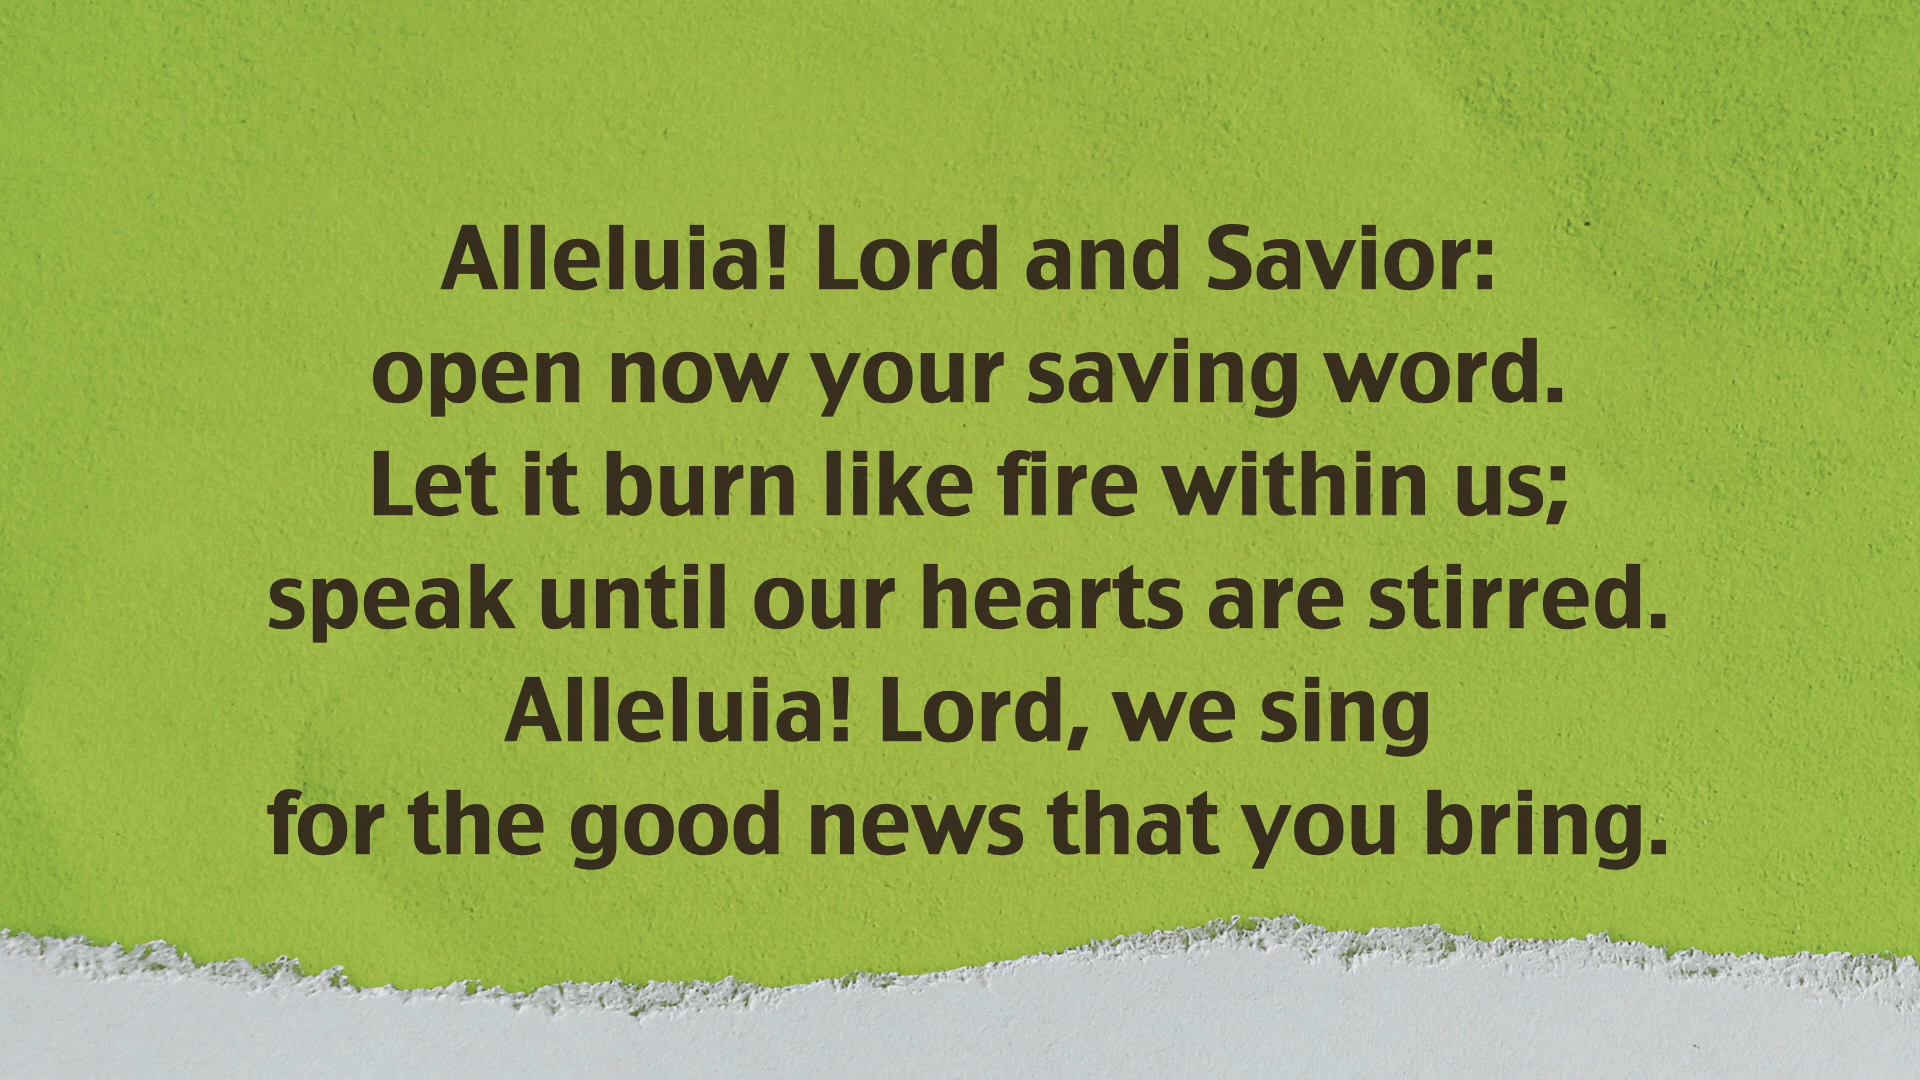 Alleluia! Lord and Savior:
open now your saving word.
Let it burn like fire within us;
speak until our hearts are stirred.
Alleluia! Lord, we sing
for the good news that you bring.